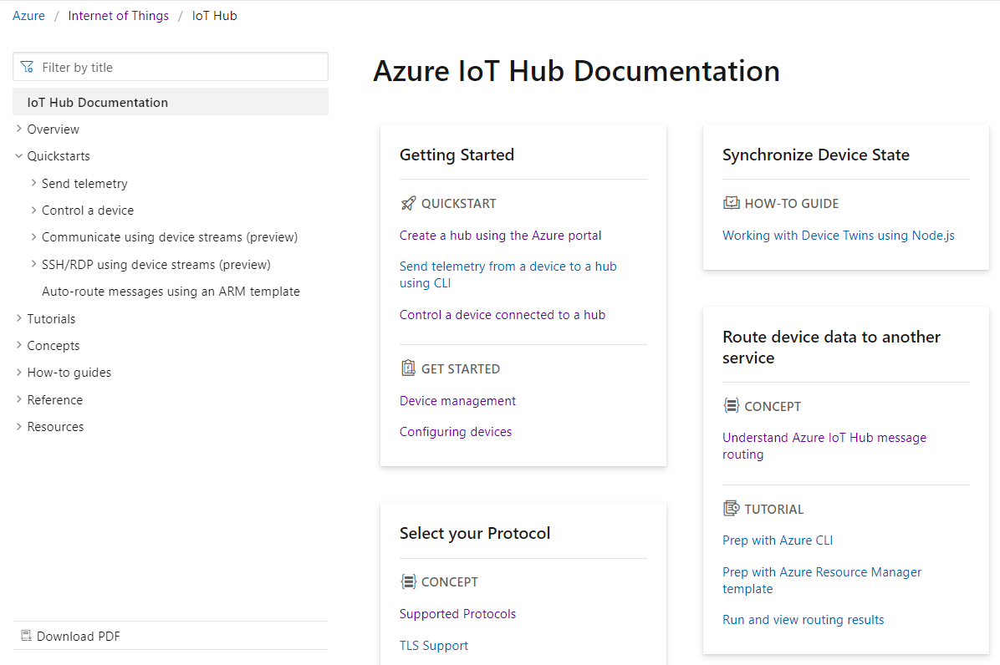 Azure / Internet of Things / IoT Hub
Filter by title
IoT Hub Documentation
Overview
Quickstarts
Send telemetry
Control a device
Communicate using device streams (preview)
SSH/RDP using device streams (preview)
Auto-route messages using an ARM template
Tutorials
Concepts
How-to guides
Reference
Resources
Download PDF
Azure IoT Hub Documentation
Getting Started
QUICKSTART
Create a hub using the Azure portal
Send telemetry from a device to a hub
using CLI
Control a device connected to a hub
GET STARTED
Device management
Configuring devices
Select your Protocol
CONCEPT
Supported Protocols
TLS Support
Synchronize Device State
HOW-TO GUIDE
Working with Device Twins using Node.js
Route device data to another
service
CONCEPT
Understand Azure IoT Hub message
routing
TUTORIAL
Prep with Azure CLI
Prep with Azure Resource Manager
template
Run and view routing results